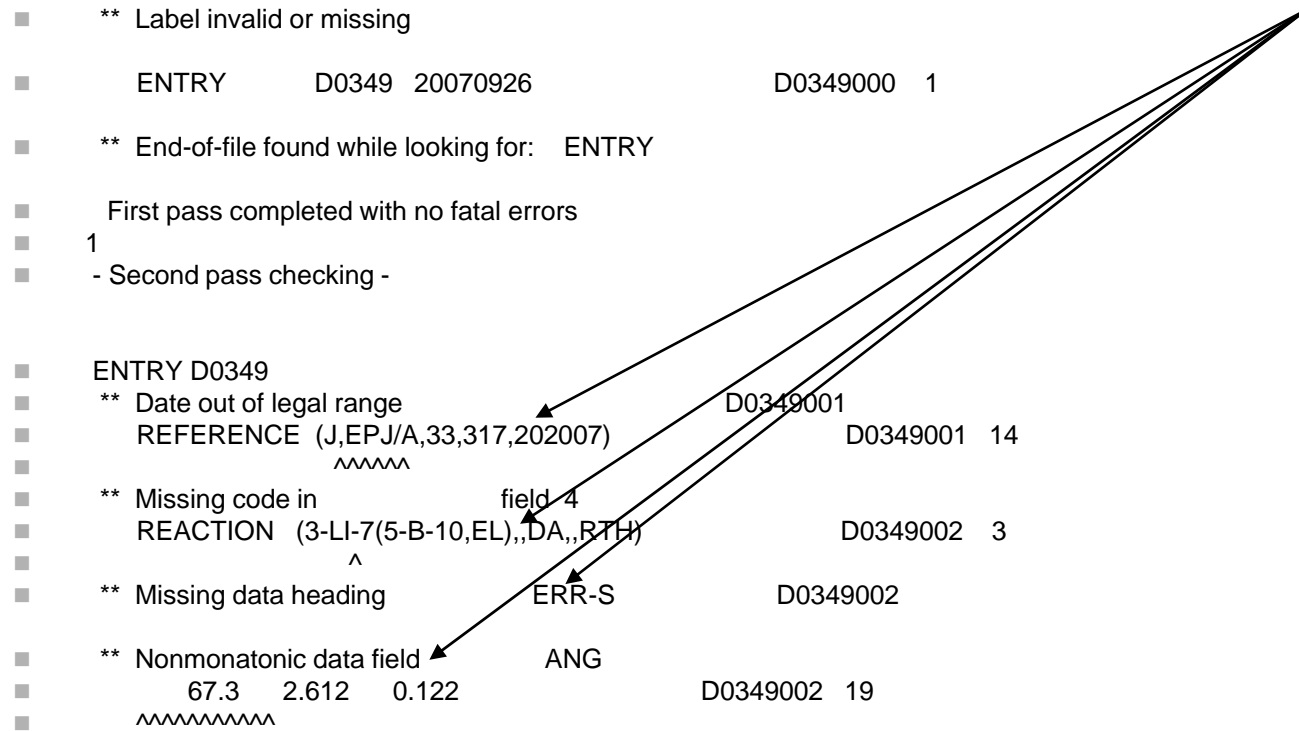 ** Label invalid or missing
ENTRY D0349 20070926 D0349000 1
** End-of-file found while looking for: ENTRY
First pass completed with no fatal errors
1
- Second pass checking -
ENTRY D0349
** Date out of legal range D0349001
REFERENCE (J,EPJ/A,33,317,202007) D0349001 14
^^^^^^
** Missing code in field 4
REACTION (3-LI-7(5-B-10,EL),,DA,,RTH) D0349002 3
^
** Missing data heading ERR-S D0349002
** Nonmonatonic data field ANG
67.3 2.612 0.122 D0349002 19
^^^^^^^^^^^